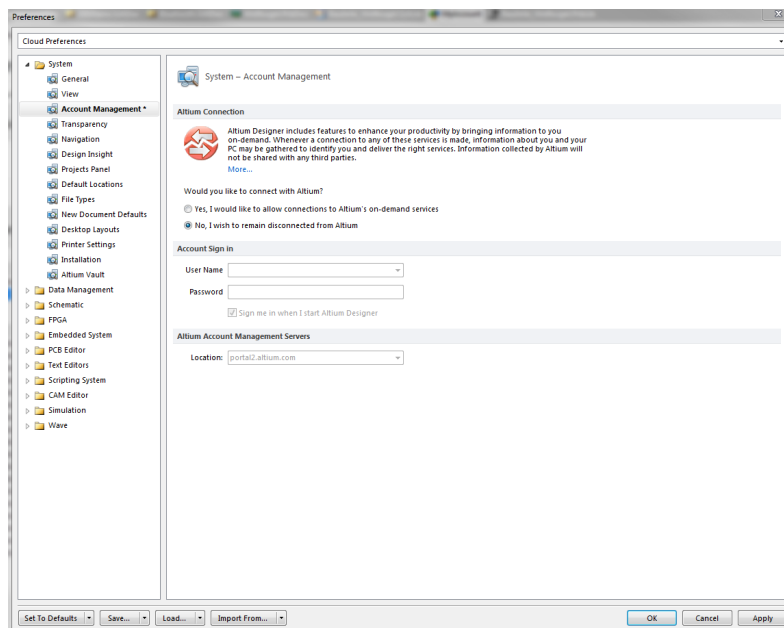 Preferences
Cloud Preferences
System
General
View
Account Management *
Transparency
Navigation
Design Insight
Projects Panel
Default Locations
File Types
New Document Defaults
Desktop Layouts
Printer Settings
Installation
Altium Vault
Data Management
Schematic
FPGA
Embedded System
PCB Editor
Text Editors
Scripting System
CAM Editor
Simulation
Wave
System – Account Management
Altium Connection
Altium Designer includes features to enhance your productivity by bringing information to you
on-demand. Whenever a connection to any of these services is made, information about you and your
PC may be gathered to identify you and deliver the right services. Information collected by Altium will
not be shared with any third parties.
More...
Would you like to connect with Altium?
Yes, I would like to allow connections to Altium's on-demand services
No, I wish to remain disconnected from Altium
Account Sign in
User Name
Password
Sign me in when I start Altium Designer
Altium Account Management Servers
Location: portal2.altium.com
Set To Defaults Save... Load... Import From... OK Cancel Apply